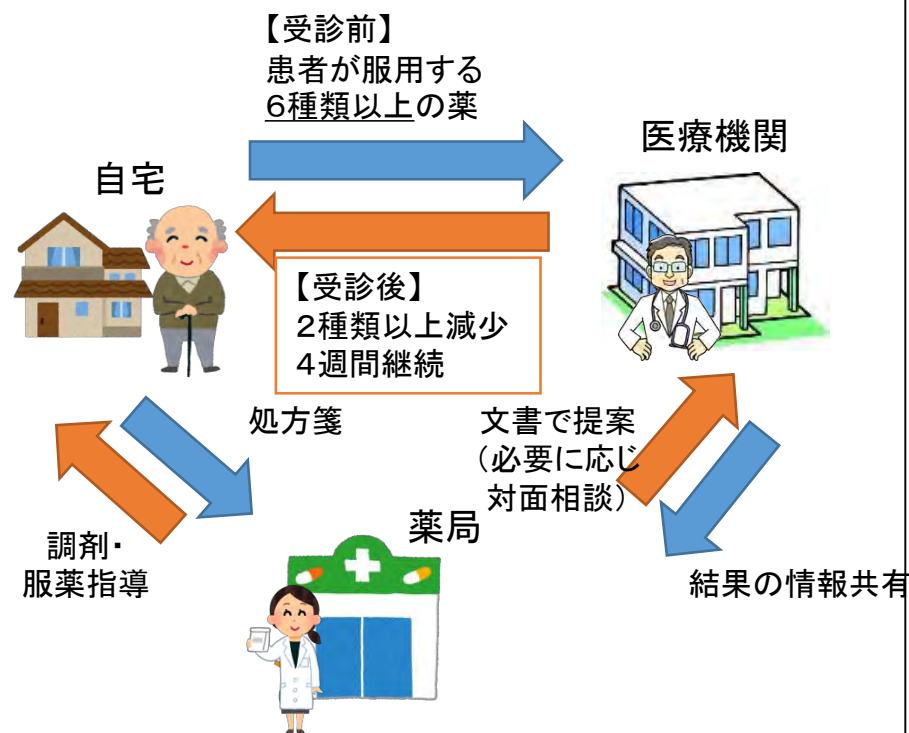 【受診前】
患者が服用する
6種類以上の薬
医療機関
自宅
【受診後】
2種類以上減少
4週間継続
処方箋
文書で提案
（必要に応じ
対面相談）
薬局
調剤・
服薬指導
結果の情報共有